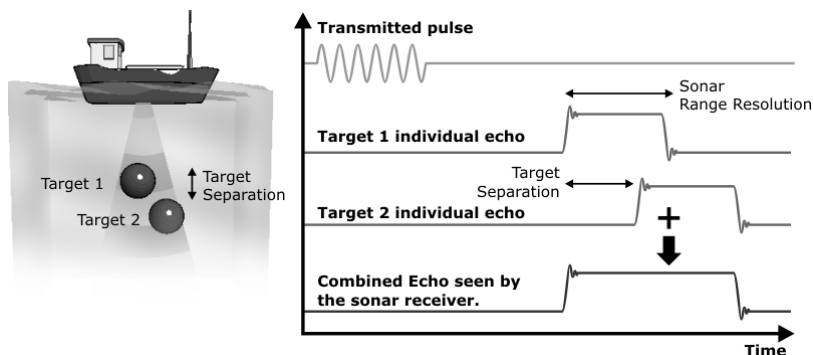 Target 1
Target 2
Target
Separation
Transmitted pulse
Sonar
Range Resolution
Target 1 individual echo
Target
Separation
Target 2 individual echo
+
Combined Echo seen by
the sonar receiver.
Time